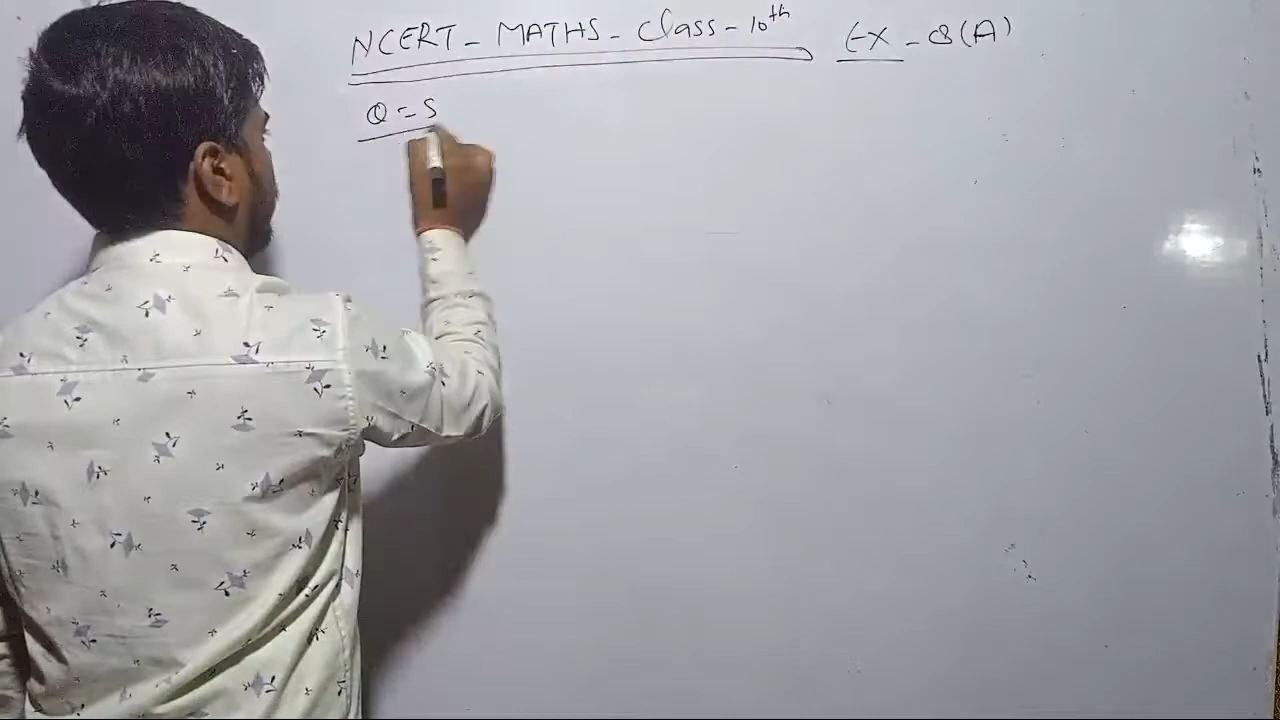 NCERT - MATHS - Class - 10th Ex - 8(A)
Q = 5